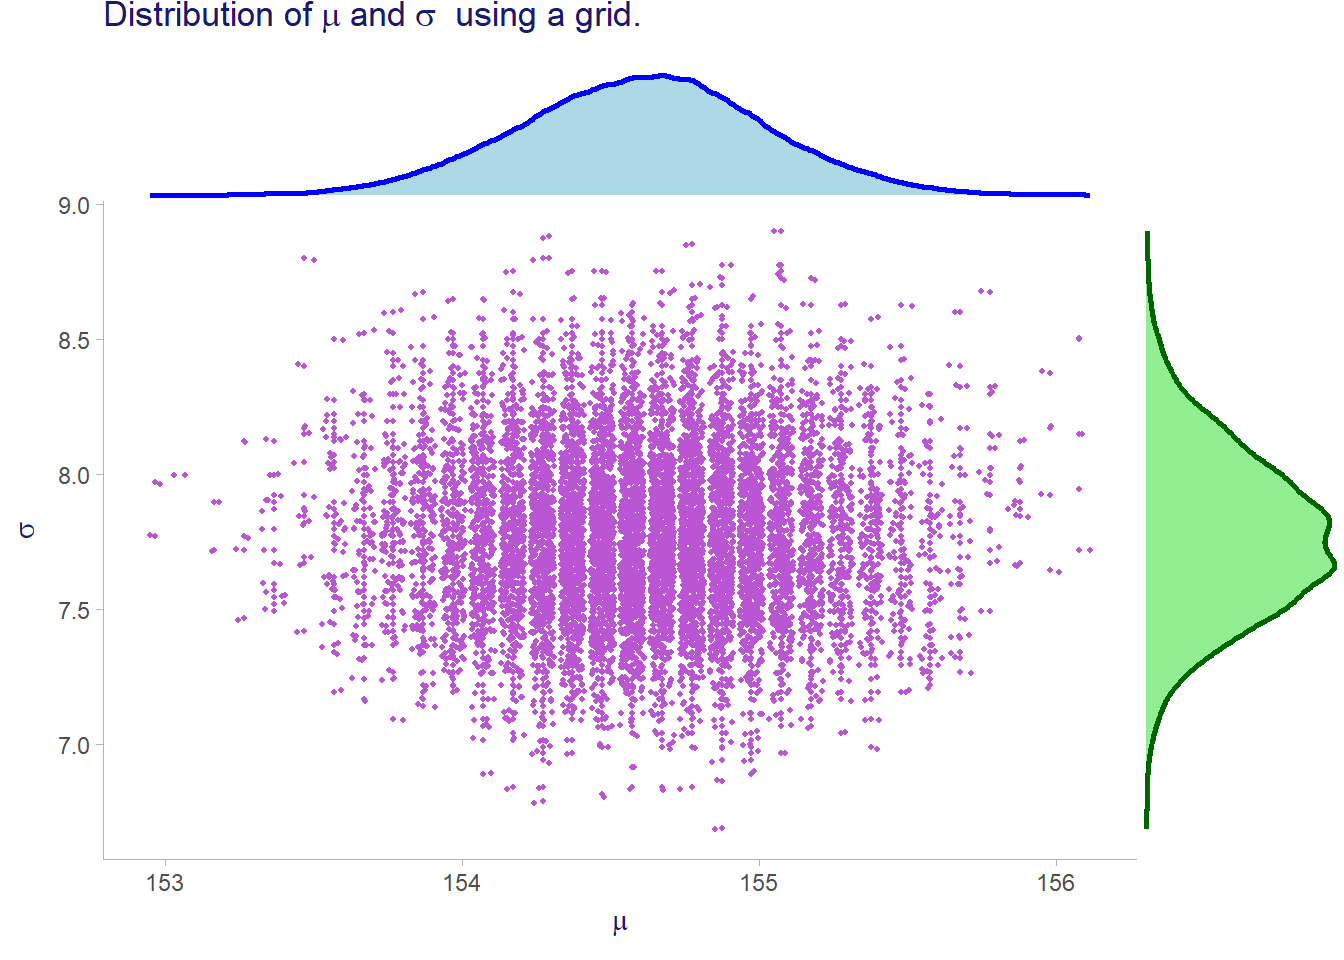 Distribution of μ and σ  using a grid.
9.0
8.5
8.0
7.5
7.0
σ
153 154 155 156
μ